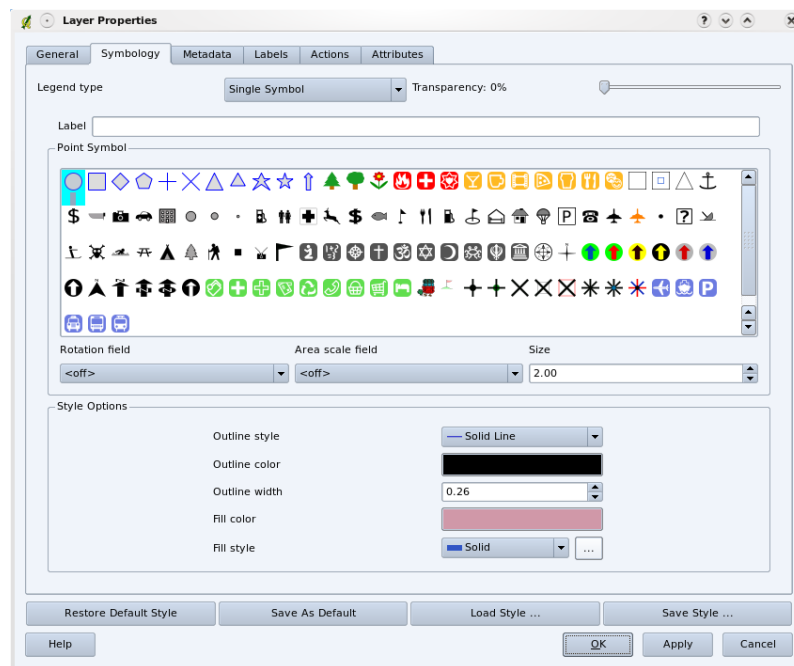 Layer Properties
General Symbology Metadata Labels Actions Attributes
Legend type Single Symbol Transparency: 0%
Label
Point Symbol
Rotation field Area scale field Size
<off> <off> 2.00
Style Options
Outline style Solid Line
Outline color
Outline width 0.26
Fill color
Fill style Solid ...
Restore Default Style Save As Default Load Style ... Save Style ...
Help OK Apply Cancel